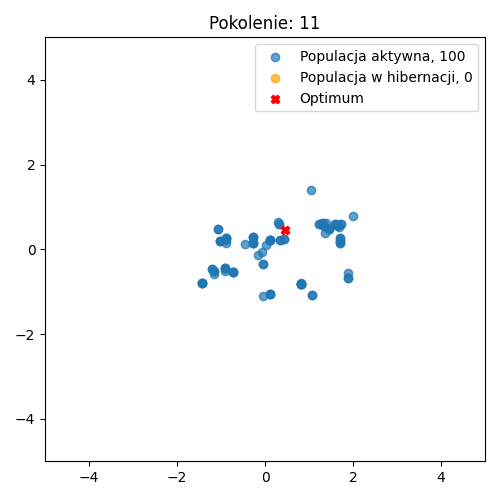 Pokolenie: 11
Populacja aktywna, 100
Populacja w hibernacji, 0
Optimum
4
2
0
−2
−4
−4
−2
0
2
4